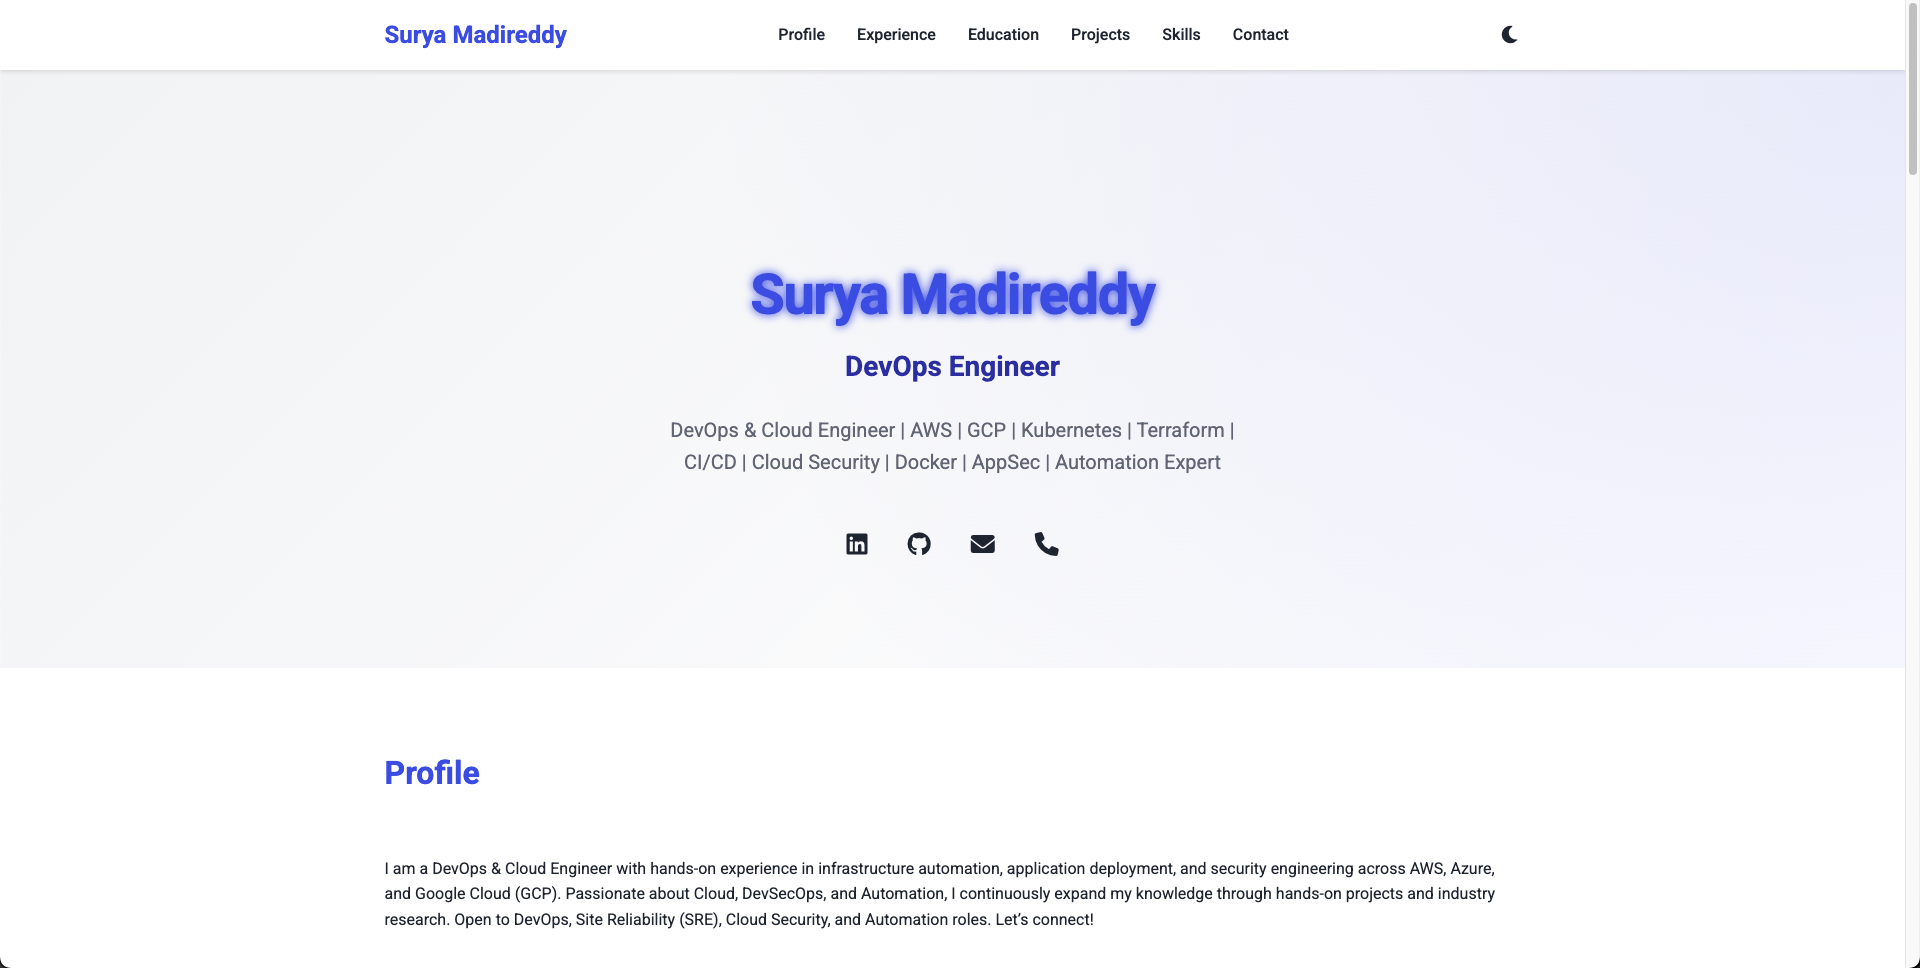 Surya Madireddy
Profile Experience Education Projects Skills Contact
Surya Madireddy
DevOps Engineer
DevOps & Cloud Engineer | AWS | GCP | Kubernetes | Terraform |
CI/CD | Cloud Security | Docker | AppSec | Automation Expert
in
Profile
I am a DevOps & Cloud Engineer with hands-on experience in infrastructure automation, application deployment, and security engineering across AWS, Azure,
and Google Cloud (GCP). Passionate about Cloud, DevSecOps, and Automation, I continuously expand my knowledge through hands-on projects and industry
research. Open to DevOps, Site Reliability (SRE), Cloud Security, and Automation roles. Let’s connect!